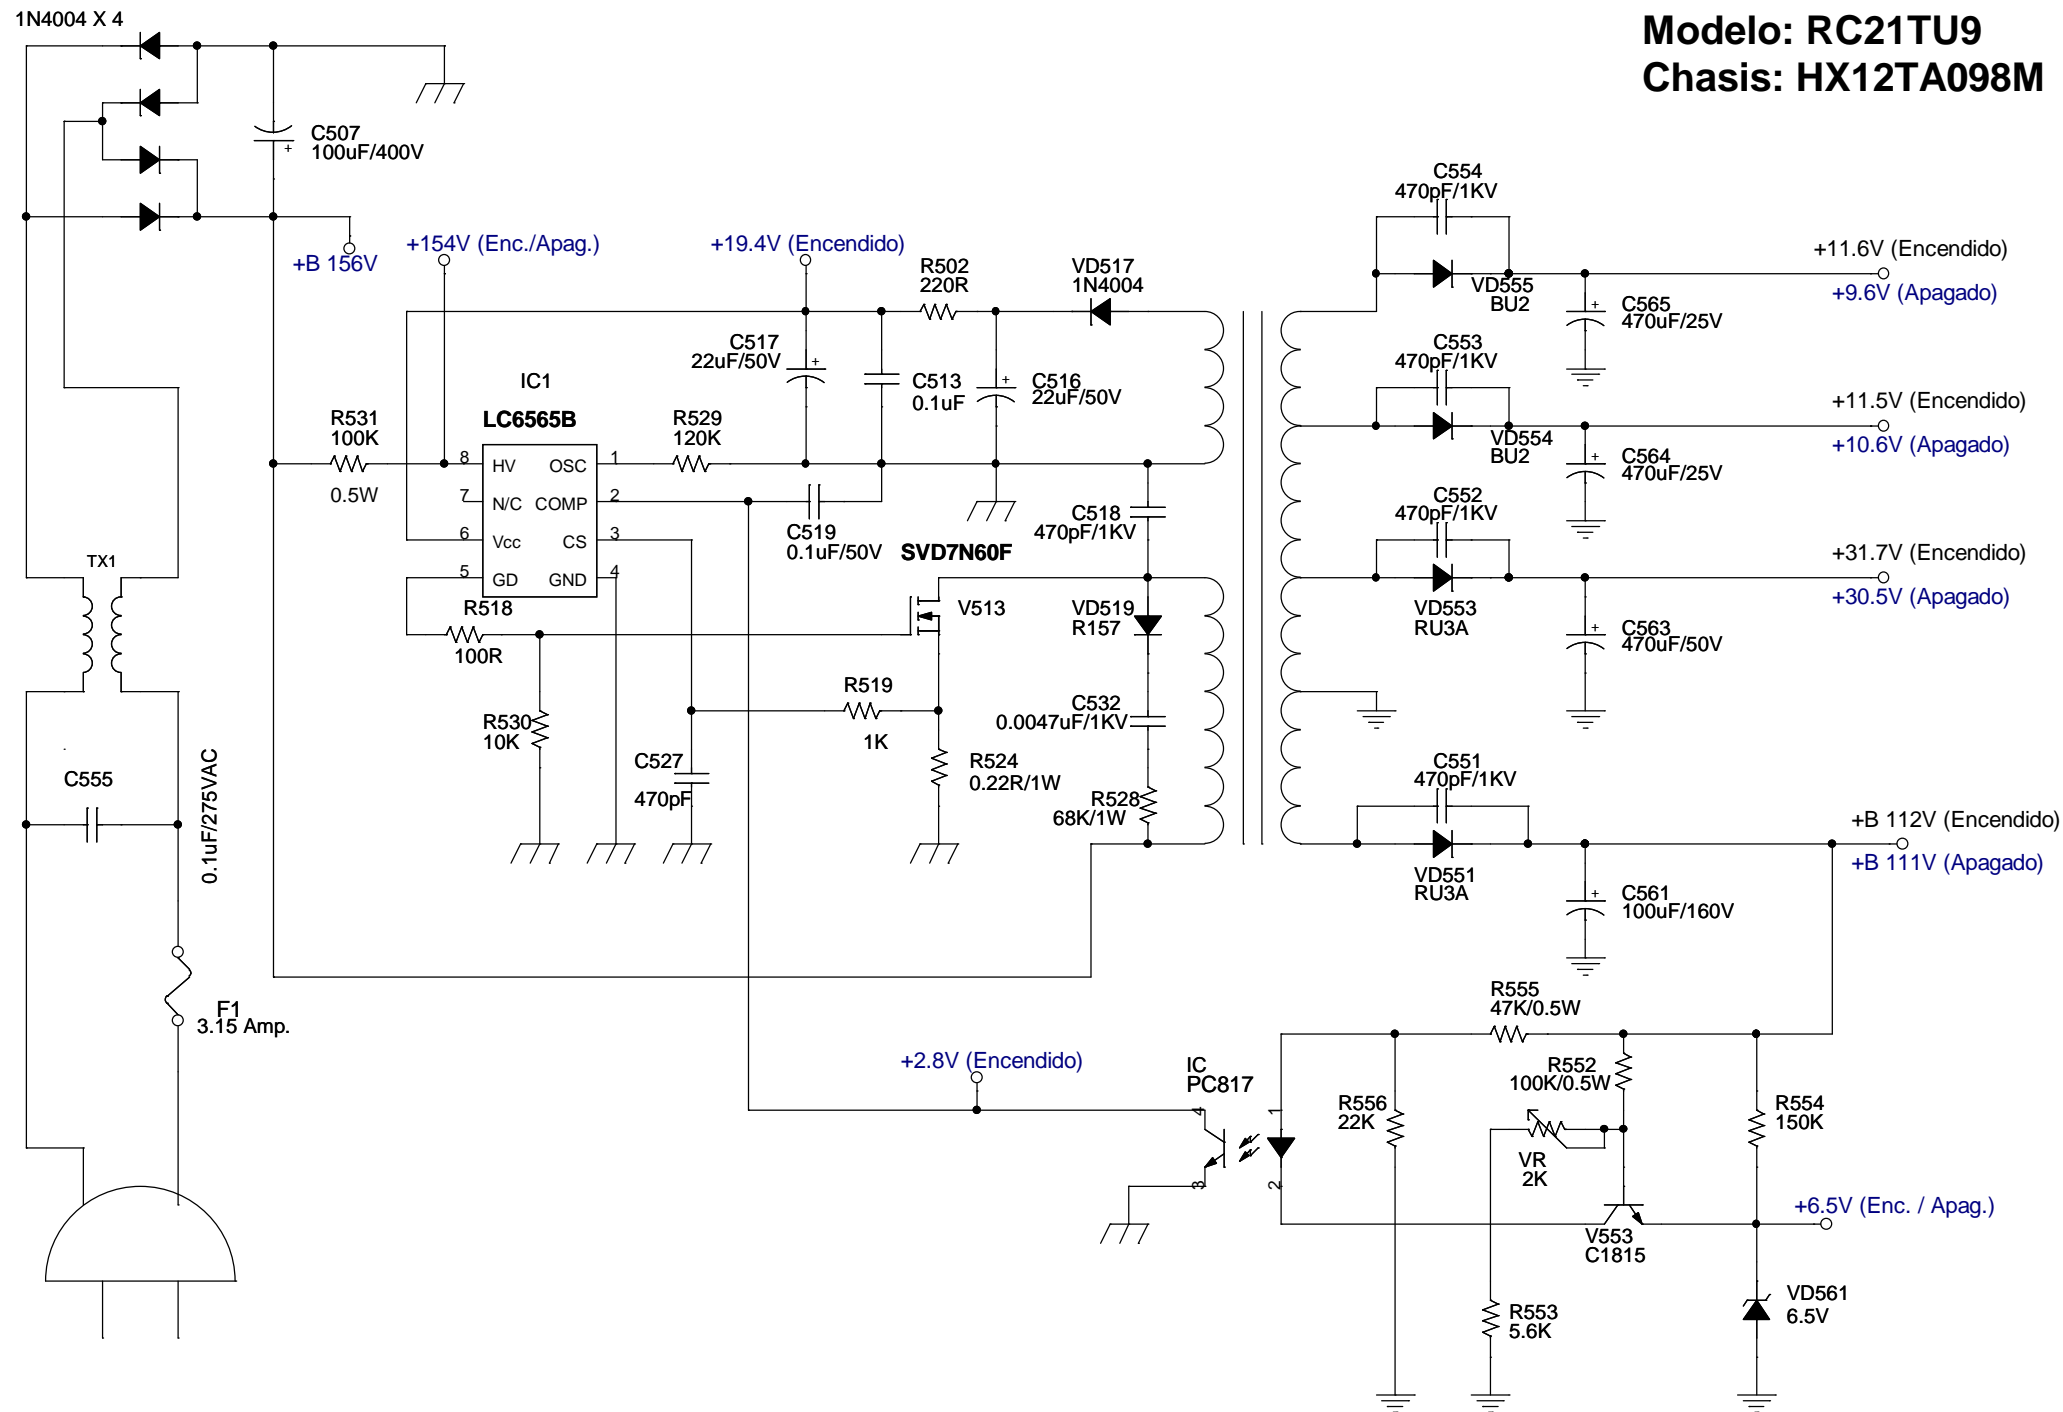 1N4004 X 4
Modelo: RC21TU9
Chasis: HX12TA098M
C507
100uF/400V
+
+B 156V
+154V (Enc./Apag.)
+19.4V (Encendido)
R502
220R
VD517
1N4004
C517
22uF/50V
+
C513
0.1uF
C516
22uF/50V
+
IC1
LC6565B
R531
100K
0.5W
R529
120K
8
HV
OSC
1
7
N/C
COMP
2
6
Vcc
CS
3
5
GD
GND
4
C519
0.1uF/50V
C518
470pF/1KV
SVD7N60F
V513
R518
100R
R530
10K
C527
470pF
R519
1K
R524
0.22R/1W
VD519
R157
C532
0.0047uF/1KV
R528
68K/1W
TX1
C555
0.1uF/275VAC
F1
3.15 Amp.
C554
470pF/1KV
VD555
BU2
C565
470uF/25V
+
+11.6V (Encendido)
+9.6V (Apagado)
C553
470pF/1KV
VD554
BU2
C564
470uF/25V
+
+11.5V (Encendido)
+10.6V (Apagado)
C552
470pF/1KV
VD553
RU3A
C563
470uF/50V
+
+31.7V (Encendido)
+30.5V (Apagado)
C551
470pF/1KV
VD551
RU3A
C561
100uF/160V
+
+B 112V (Encendido)
+B 111V (Apagado)
+2.8V (Encendido)
IC
PC817
4
3
1
2
R555
47K/0.5W
R556
22K
R552
100K/0.5W
VR
2K
R554
150K
V553
C1815
+6.5V (Enc. / Apag.)
R553
5.6K
VD561
6.5V